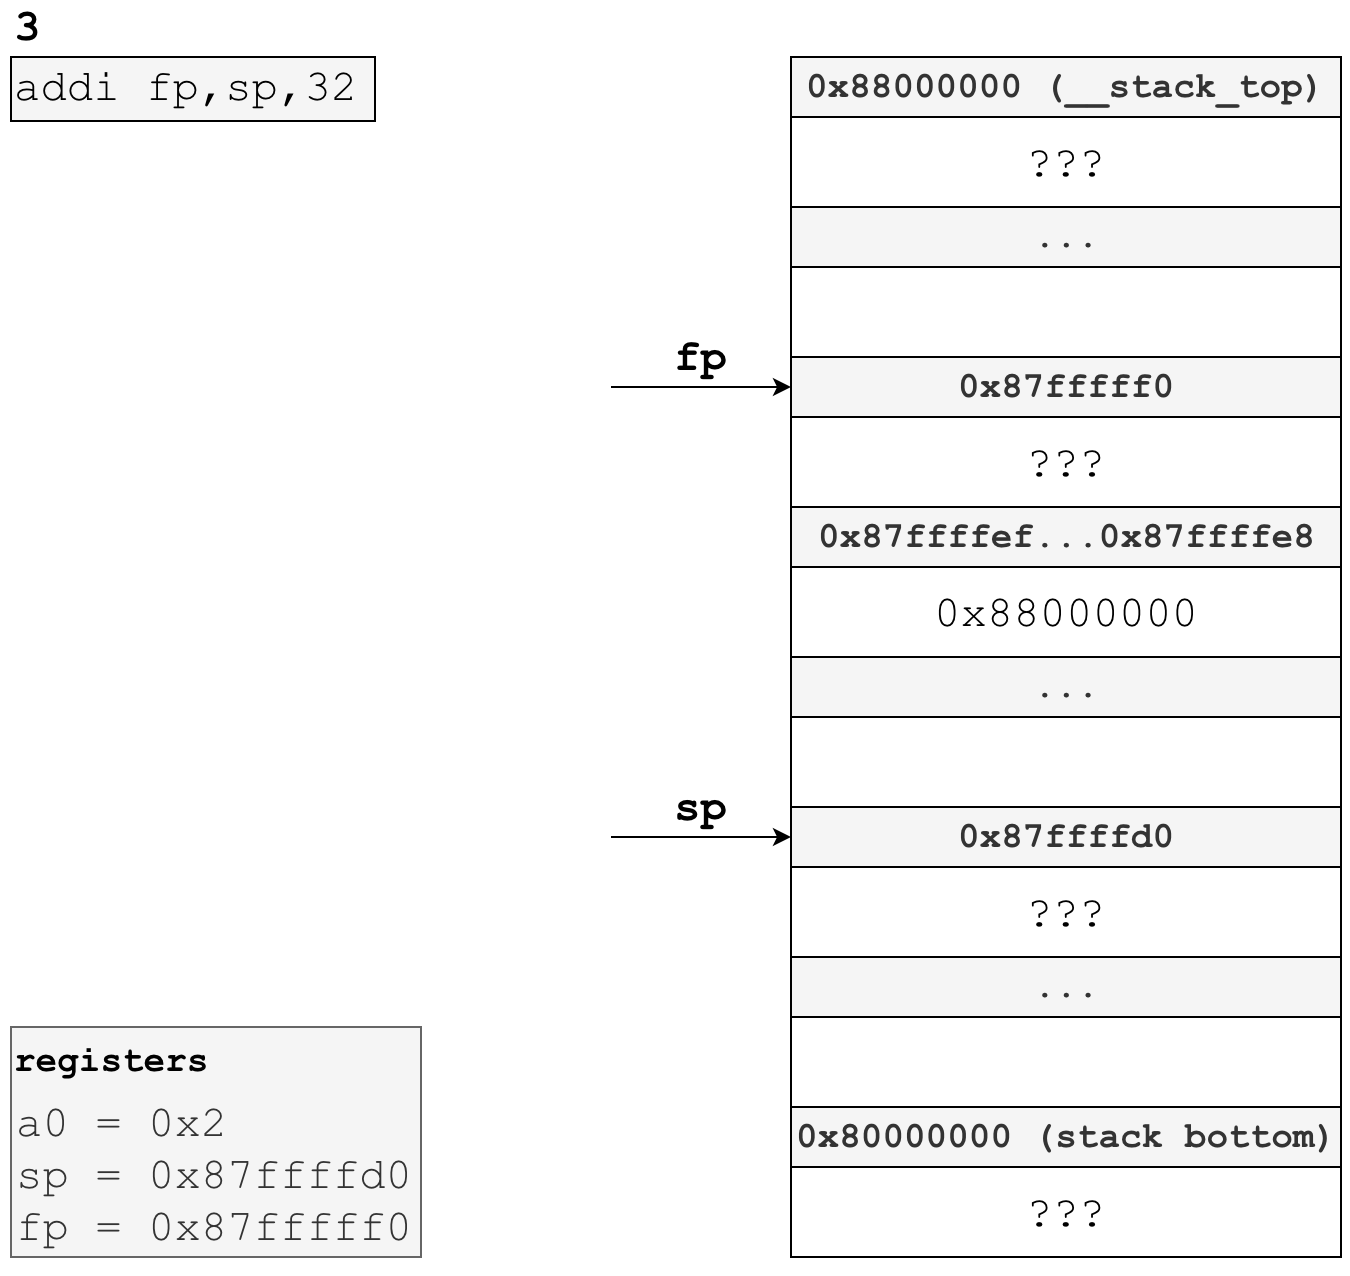 3
addi fp,sp,32
0x88000000 (__stack_top)
???
...
fp
0x87fffff0
???
0x87ffffef...0x87ffffe8
0x88000000
...
sp
0x87ffffd0
???
...
registers
a0 = 0x2
sp = 0x87ffffd0
fp = 0x87fffff0
0x80000000 (stack bottom)
???